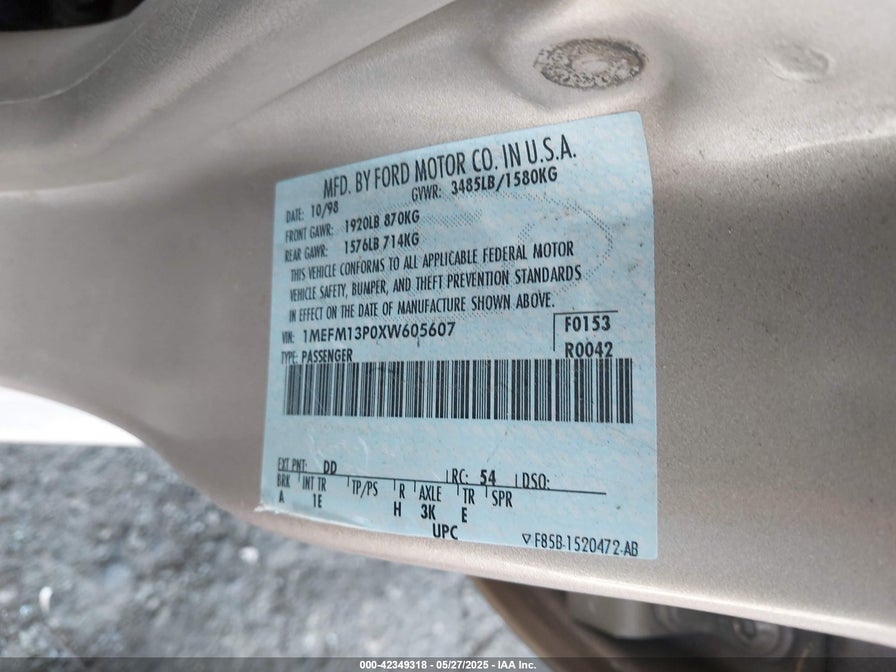 MFD. BY FORD MOTOR CO. IN U.S.A.
DATE: 10/98 GVWR: 3485LB/1580KG
FRONT GAWR: 1920LB 870KG
REAR GAWR: 1576LB 714KG
THIS VEHICLE CONFORMS TO ALL APPLICABLE FEDERAL MOTOR
VEHICLE SAFETY, BUMPER, AND THEFT PREVENTION STANDARDS
IN EFFECT ON THE DATE OF MANUFACTURE SHOWN ABOVE.
VIN: 1MEFM13P0XW605607 F0153
TYPE: PASSENGER R0042
EXT PNT: DD RC: 54 DSO:
BRK INT TR TP/PS R AXLE TR SPR
A 1E H 3K E
UPC ▽ F85B-1520472-AB
000-42349318 - 05/27/2025 - IAA Inc.